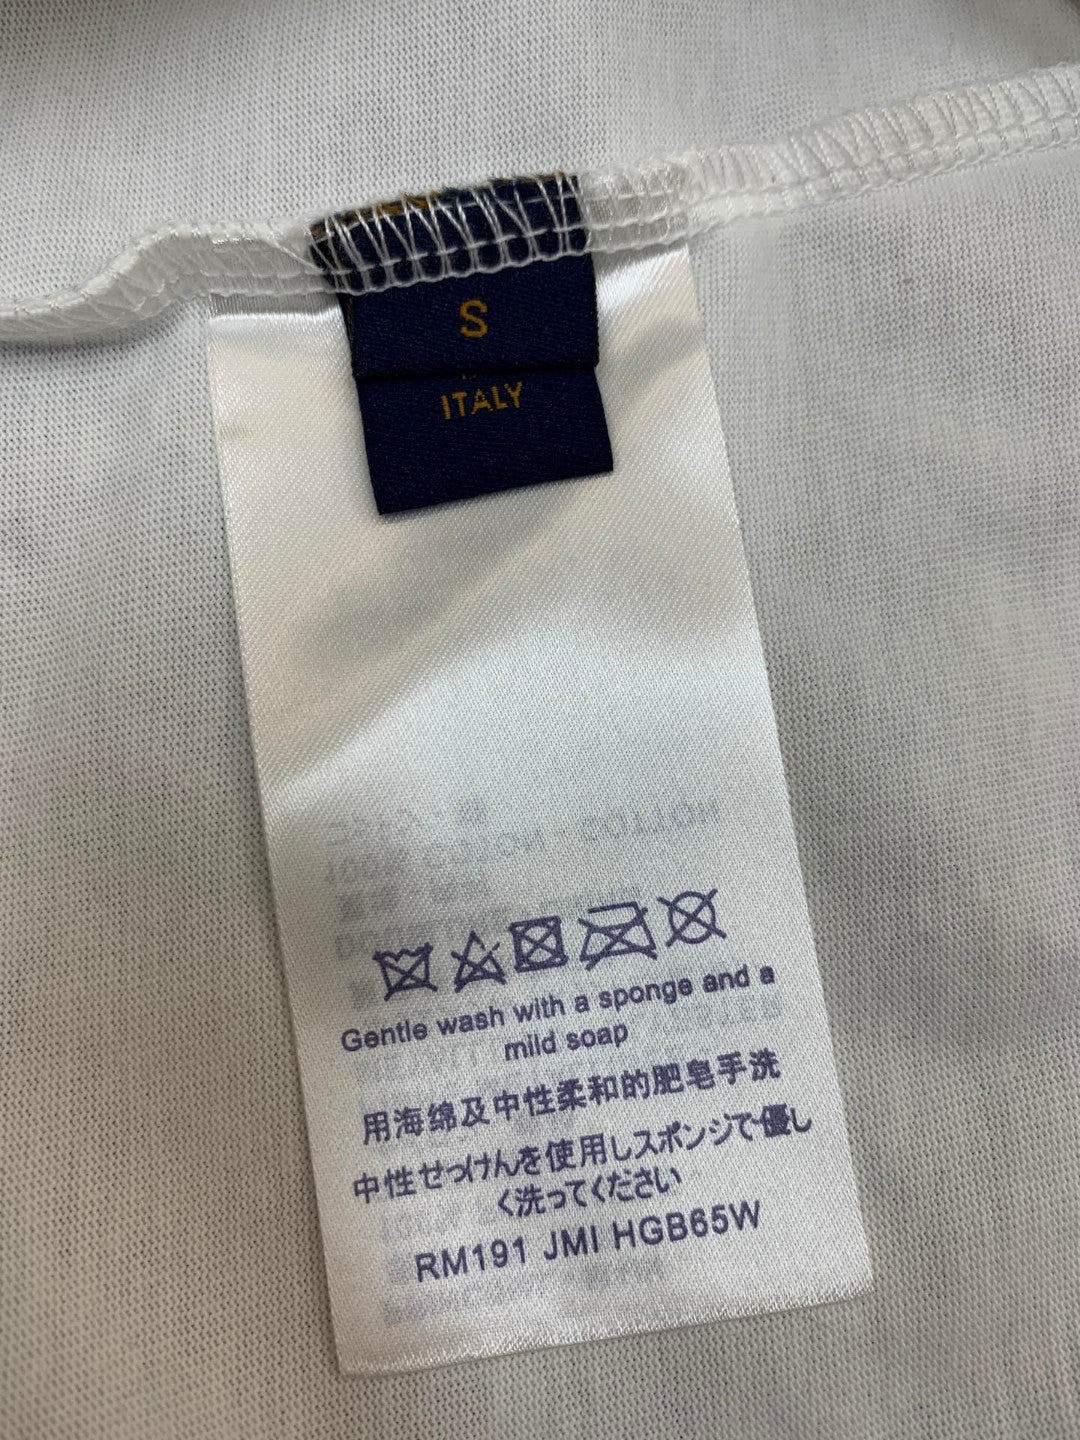 S
ITALY
Gentle wash with a sponge and a
mild soap
用海绵及中性柔和的肥皂手洗
中性せっけんを使用しスポンジで優し
く洗ってください
RM191 JMI HGB65W